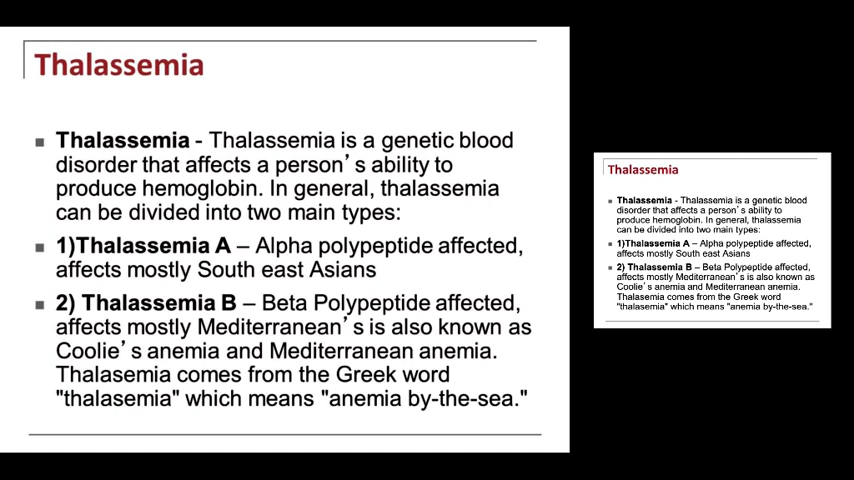 Thalassemia
Thalassemia - Thalassemia is a genetic blood
disorder that affects a person's ability to
produce hemoglobin. In general, thalassemia
can be divided into two main types:
1)Thalassemia A – Alpha polypeptide affected,
affects mostly South east Asians
2) Thalassemia B – Beta Polypeptide affected,
affects mostly Mediterranean's is also known as
Coolie's anemia and Mediterranean anemia.
Thalasemia comes from the Greek word
"thalasemia" which means "anemia by-the-sea."
Thalassemia
Thalassemia - Thalassemia is a genetic blood
disorder that affects a person's ability to
produce hemoglobin. In general, thalassemia
can be divided into two main types:
1)Thalassemia A – Alpha polypeptide affected,
affects mostly South east Asians
2) Thalassemia B – Beta Polypeptide affected,
affects mostly Mediterranean's is also known as
Coolie's anemia and Mediterranean anemia.
Thalasemia comes from the Greek word
"thalasemia" which means "anemia by-the-sea."